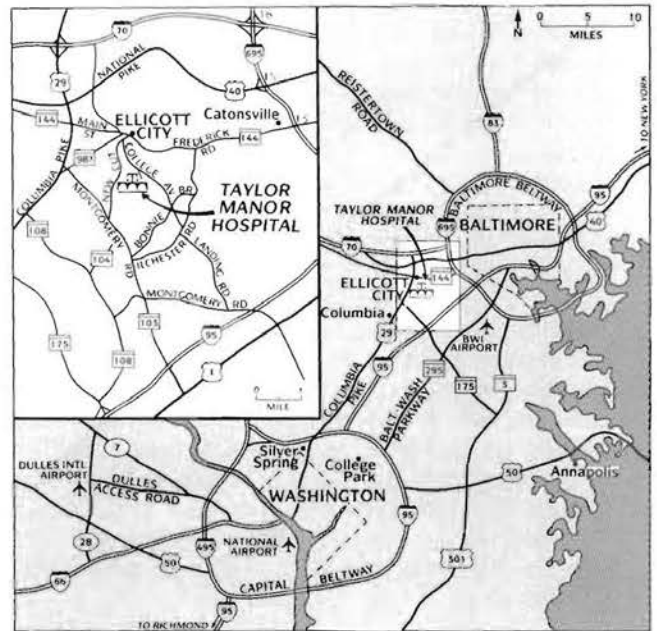 70
695
29
NATIONAL
PIKE
40
144
MAIN
ST
ELLICOTT
CITY
Catonsville
FREDERICK
RD
144
COLUMBIA PIKE
COLLEGE AV
TAYLOR
MANOR
HOSPITAL
MONTGOMERY
RD
BONNIE
BR
ILCHESTER RD
LANDING RD
108
104
MONTGOMERY RD
103
175
108
95
1
0 1
MILE
N
0 5 10
MILES
REISTERTOWN
ROAD
83
TO NEW YORK
BALTIMORE BELTWAY
95
40
TAYLOR MANOR
HOSPITAL
695
BALTIMORE
70
144
ELLICOTT
CITY
Columbia
29
BWI
AIRPORT
95
295
175
3
COLUMBIA
PIKE
BALT-WASH
PARKWAY
7
Silver
Spring
College
Park
DULLES INTL
AIRPORT
DULLES
ACCESS ROAD
WASHINGTON
50
Annapolis
28
495
NATIONAL
AIRPORT
95
66
50
301
CAPITAL BELTWAY
95
TO RICHMOND